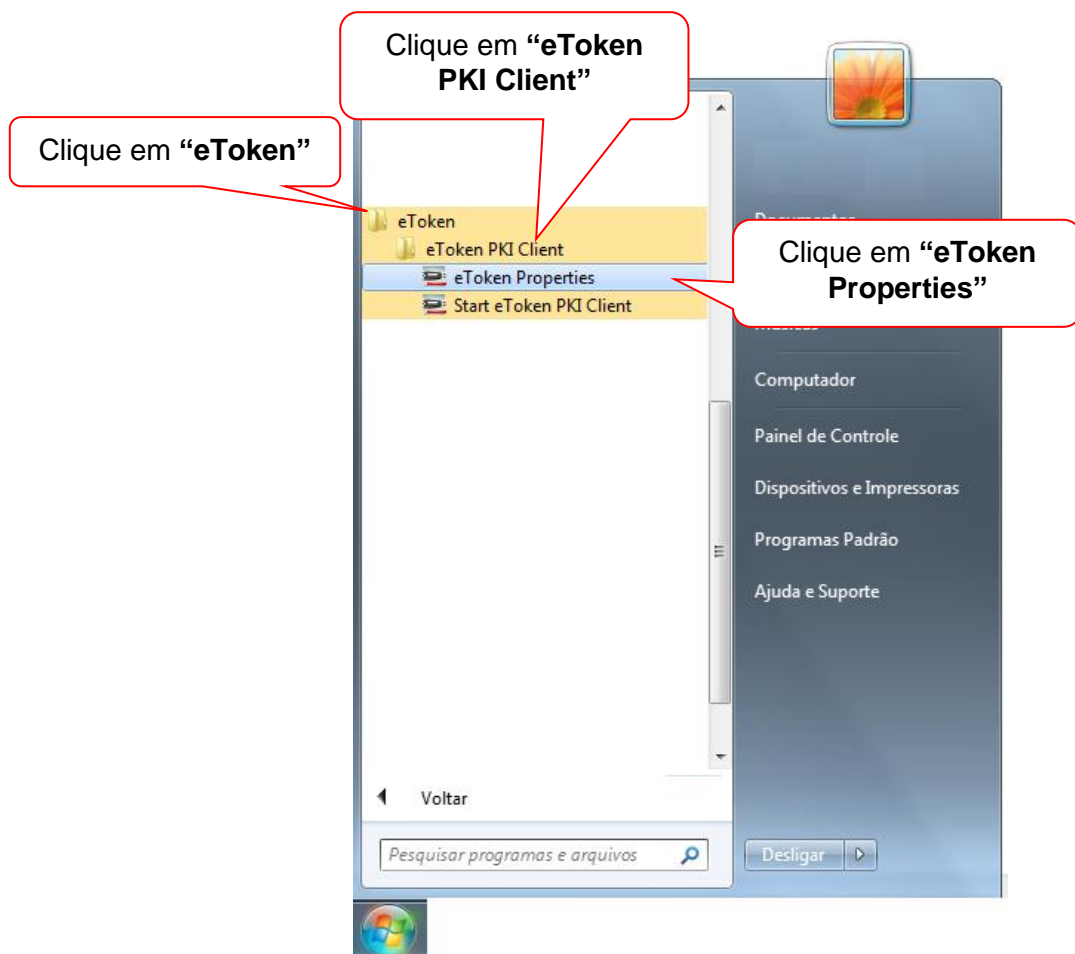 Clique em “eToken
PKI Client”
Clique em “eToken”
eToken
eToken PKI Client
eToken Properties
Start eToken PKI Client
Clique em “eToken
Properties”
Computador
Painel de Controle
Dispositivos e Impressoras
Programas Padrão
Ajuda e Suporte
Voltar
Pesquisar programas e arquivos
Desligar